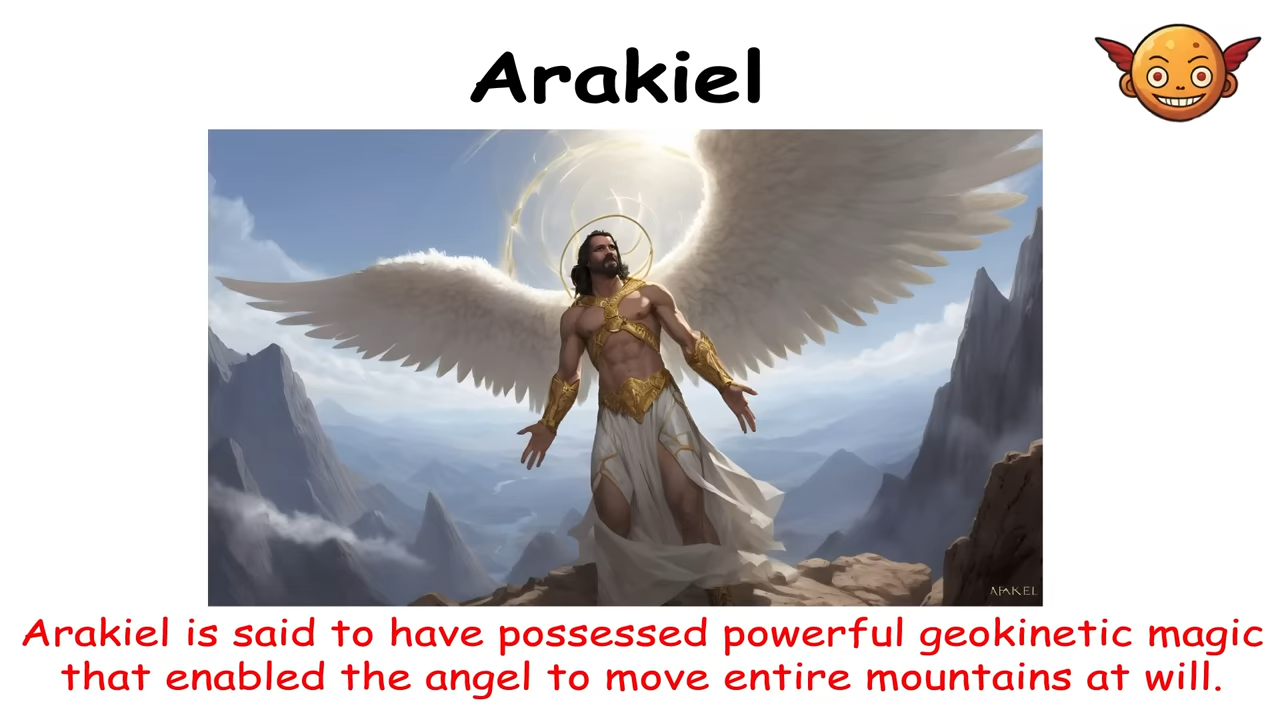 Arakiel
AFAKEL
Arakiel is said to have possessed powerful geokinetic magic
that enabled the angel to move entire mountains at will.